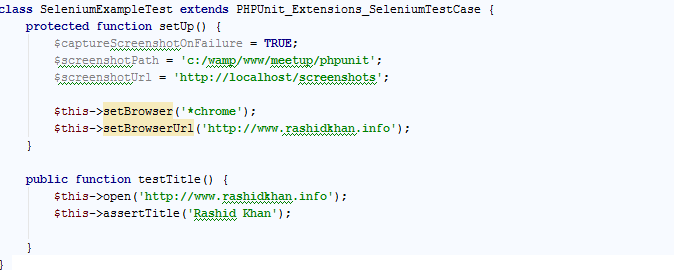 class SeleniumExampleTest extends PHPUnit_Extensions_SeleniumTestCase {
    protected function setUp() {
        $captureScreenshotOnFailure = TRUE;
        $screenshotPath = 'c:/wamp/www/meetup/phpunit';
        $screenshotUrl = 'http://localhost/screenshots';

        $this->setBrowser('*chrome');
        $this->setBrowserUrl('http://www.rashidkhan.info');
    }

    public function testTitle() {
        $this->open('http://www.rashidkhan.info');
        $this->assertTitle('Rashid Khan');

    }
}